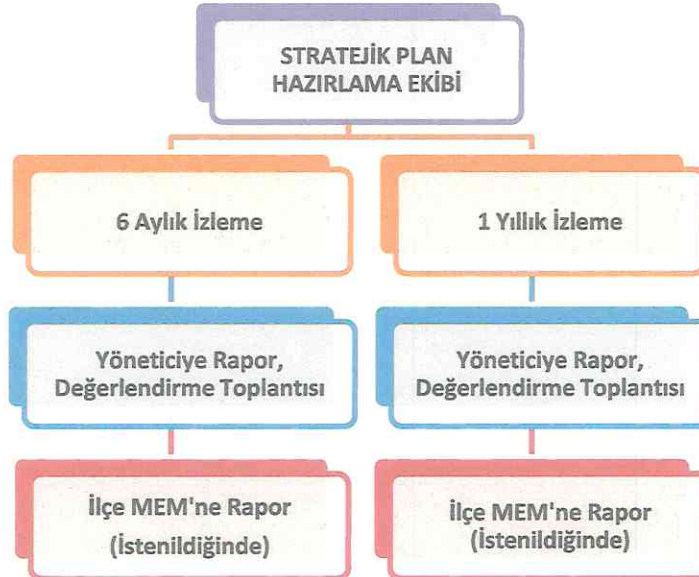 STRATEJİK PLAN
HAZIRLAMA EKİBİ
6 Aylık İzleme
1 Yıllık İzleme
Yöneticiye Rapor,
Değerlendirme Toplantısı
Yöneticiye Rapor,
Değerlendirme Toplantısı
İlçe MEM'ne Rapor
(İstenildiğinde)
İlçe MEM'ne Rapor
(İstenildiğinde)